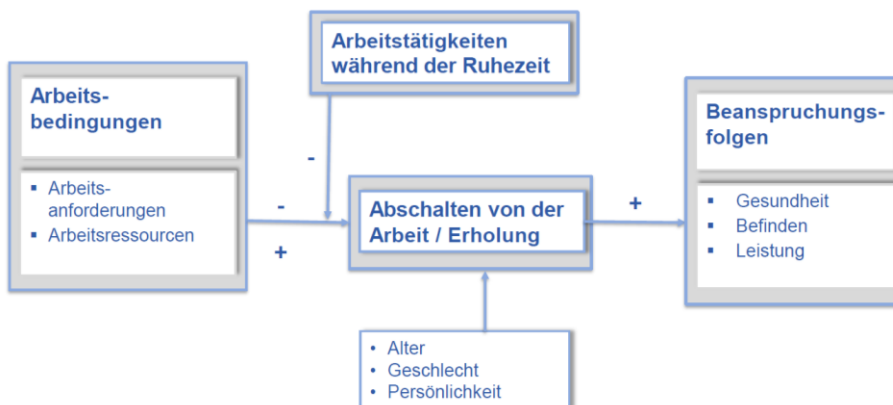 Arbeitstätigkeiten
während der Ruhezeit
Arbeits-
bedingungen
▪ Arbeits-
anforderungen
▪ Arbeitsressourcen
-
-
+
Abschalten von der
Arbeit / Erholung
+
Beanspruchungs-
folgen
▪ Gesundheit
▪ Befinden
▪ Leistung
• Alter
• Geschlecht
• Persönlichkeit